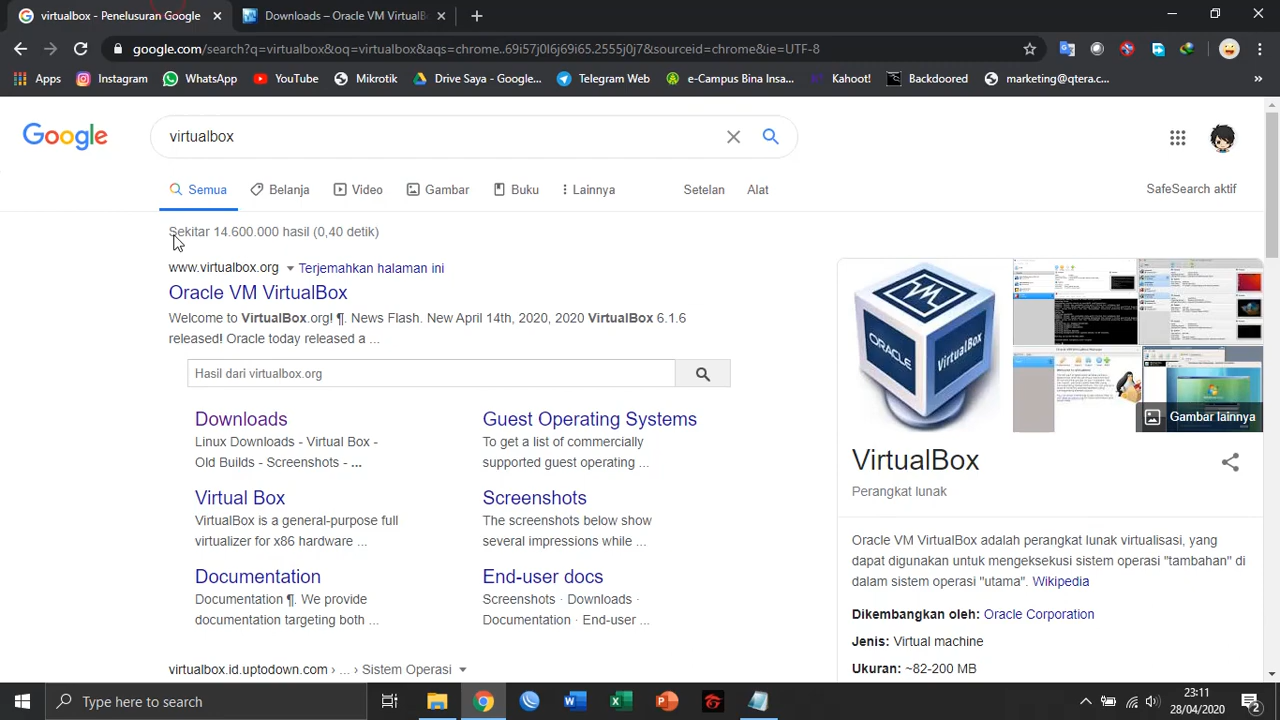 virtualbox - Penelusuran Google
Downloads – Oracle VM VirtualB
google.com/search?q=virtualbox&oq=virtualbox&aqs=chrome..69i57j0l6j69i65.2555j0j7&sourceid=chrome&ie=UTF-8
Apps Instagram WhatsApp YouTube Mikrotik Drive Saya - Google... Telegram Web e-Campus Bina Insa... Kahoot! Backdoored marketing@qtera.c... »
Google
virtualbox
Semua Belanja Video Gambar Buku Lainnya Setelan Alat SafeSearch aktif
Sekitar 14.600.000 hasil (0,40 detik)
www.virtualbox.org Terjemahkan halaman ini
Oracle VM VirtualBox
Welcome to VirtualBox.org! ¶. 2020 VirtualBox 6.1.6
released! Oracle today released
Hasil dari virtualbox.org
Downloads
Linux Downloads - Virtual Box -
Old Builds - Screenshots - ...
Guest Operating Systems
To get a list of commercially
supported guest operating ...
Virtual Box
VirtualBox is a general-purpose full
virtualizer for x86 hardware ...
Screenshots
The screenshots below show
several impressions while ...
Documentation
Documentation ¶. We provide
documentation targeting both ...
End-user docs
Screenshots · Downloads ·
Documentation · End-user ...
virtualbox.id.uptodown.com › ... › Sistem Operasi
ORACLE
VirtualBox
Gambar lainnya
VirtualBox
Perangkat lunak
Oracle VM VirtualBox adalah perangkat lunak virtualisasi, yang
dapat digunakan untuk mengeksekusi sistem operasi "tambahan" di
dalam sistem operasi "utama". Wikipedia
Dikembangkan oleh: Oracle Corporation
Jenis: Virtual machine
Ukuran: ~82-200 MB
Type here to search
23:11
28/04/2020
2